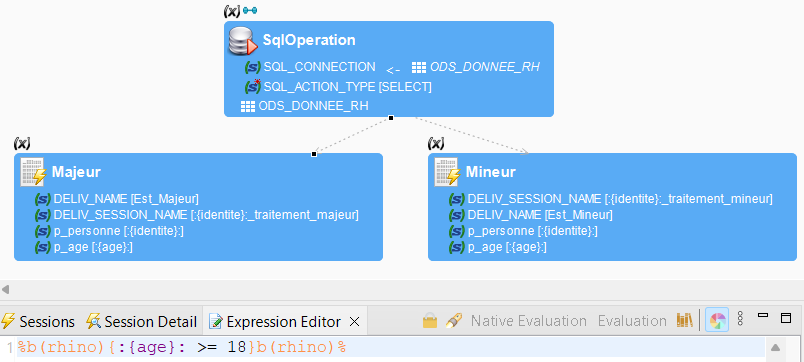 (x)
SqlOperation
(s) SQL_CONNECTION <- ODS_DONNEE_RH
(s) SQL_ACTION_TYPE [SELECT]
ODS_DONNEE_RH
(x)
Majeur
(s) DELIV_NAME [Est_Majeur]
(s) DELIV_SESSION_NAME [:{identite}:_traitement_majeur]
(s) p_personne [:{identite}:]
(s) p_age [:{age}:]
(x)
Mineur
(s) DELIV_SESSION_NAME [:{identite}:_traitement_mineur]
(s) DELIV_NAME [Est_Mineur]
(s) p_personne [:{identite}:]
(s) p_age [:{age}:]
Sessions Session Detail Expression Editor Native Evaluation Evaluation
1 %b(rhino){:{age}: >= 18}b(rhino)%